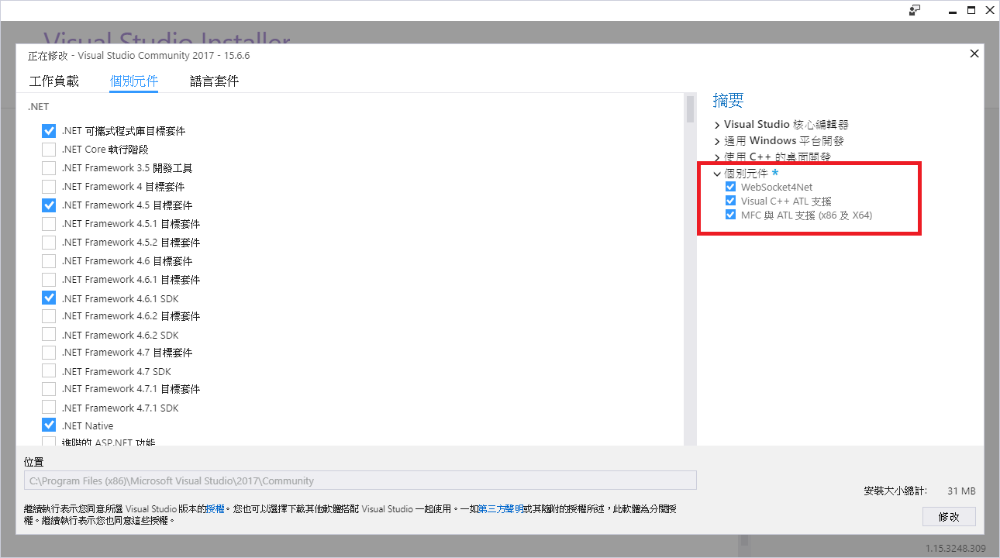 Visual Studio Installer
正在修改 - Visual Studio Community 2017 - 15.6.6
工作負載 個別元件 語言套件
.NET
.NET 可攜式程式庫目標套件
.NET Core 執行階段
.NET Framework 3.5 開發工具
.NET Framework 4 目標套件
.NET Framework 4.5 目標套件
.NET Framework 4.5.1 目標套件
.NET Framework 4.5.2 目標套件
.NET Framework 4.6 目標套件
.NET Framework 4.6.1 目標套件
.NET Framework 4.6.1 SDK
.NET Framework 4.6.2 目標套件
.NET Framework 4.6.2 SDK
.NET Framework 4.7 目標套件
.NET Framework 4.7 SDK
.NET Framework 4.7.1 目標套件
.NET Framework 4.7.1 SDK
.NET Native
進階的 ASP.NET 功能
摘要
Visual Studio 核心編輯器
通用 Windows 平台開發
使用 C++ 的桌面開發
個別元件 *
WebSocket4Net
Visual C++ ATL 支援
MFC 與 ATL 支援 (x86 及 X64)
位置
C:\Program Files (x86)\Microsoft Visual Studio\2017\Community
繼續執行表示您同意所選 Visual Studio 版本的授權。您也可以選擇下載其他軟體搭配 Visual Studio 一起使用。一如第三方聲明或其隨附的授權所述，此軟體為分開授
權。繼續執行表示您也同意這些授權。
安裝大小總計: 31 MB
修改
1.15.3248.309